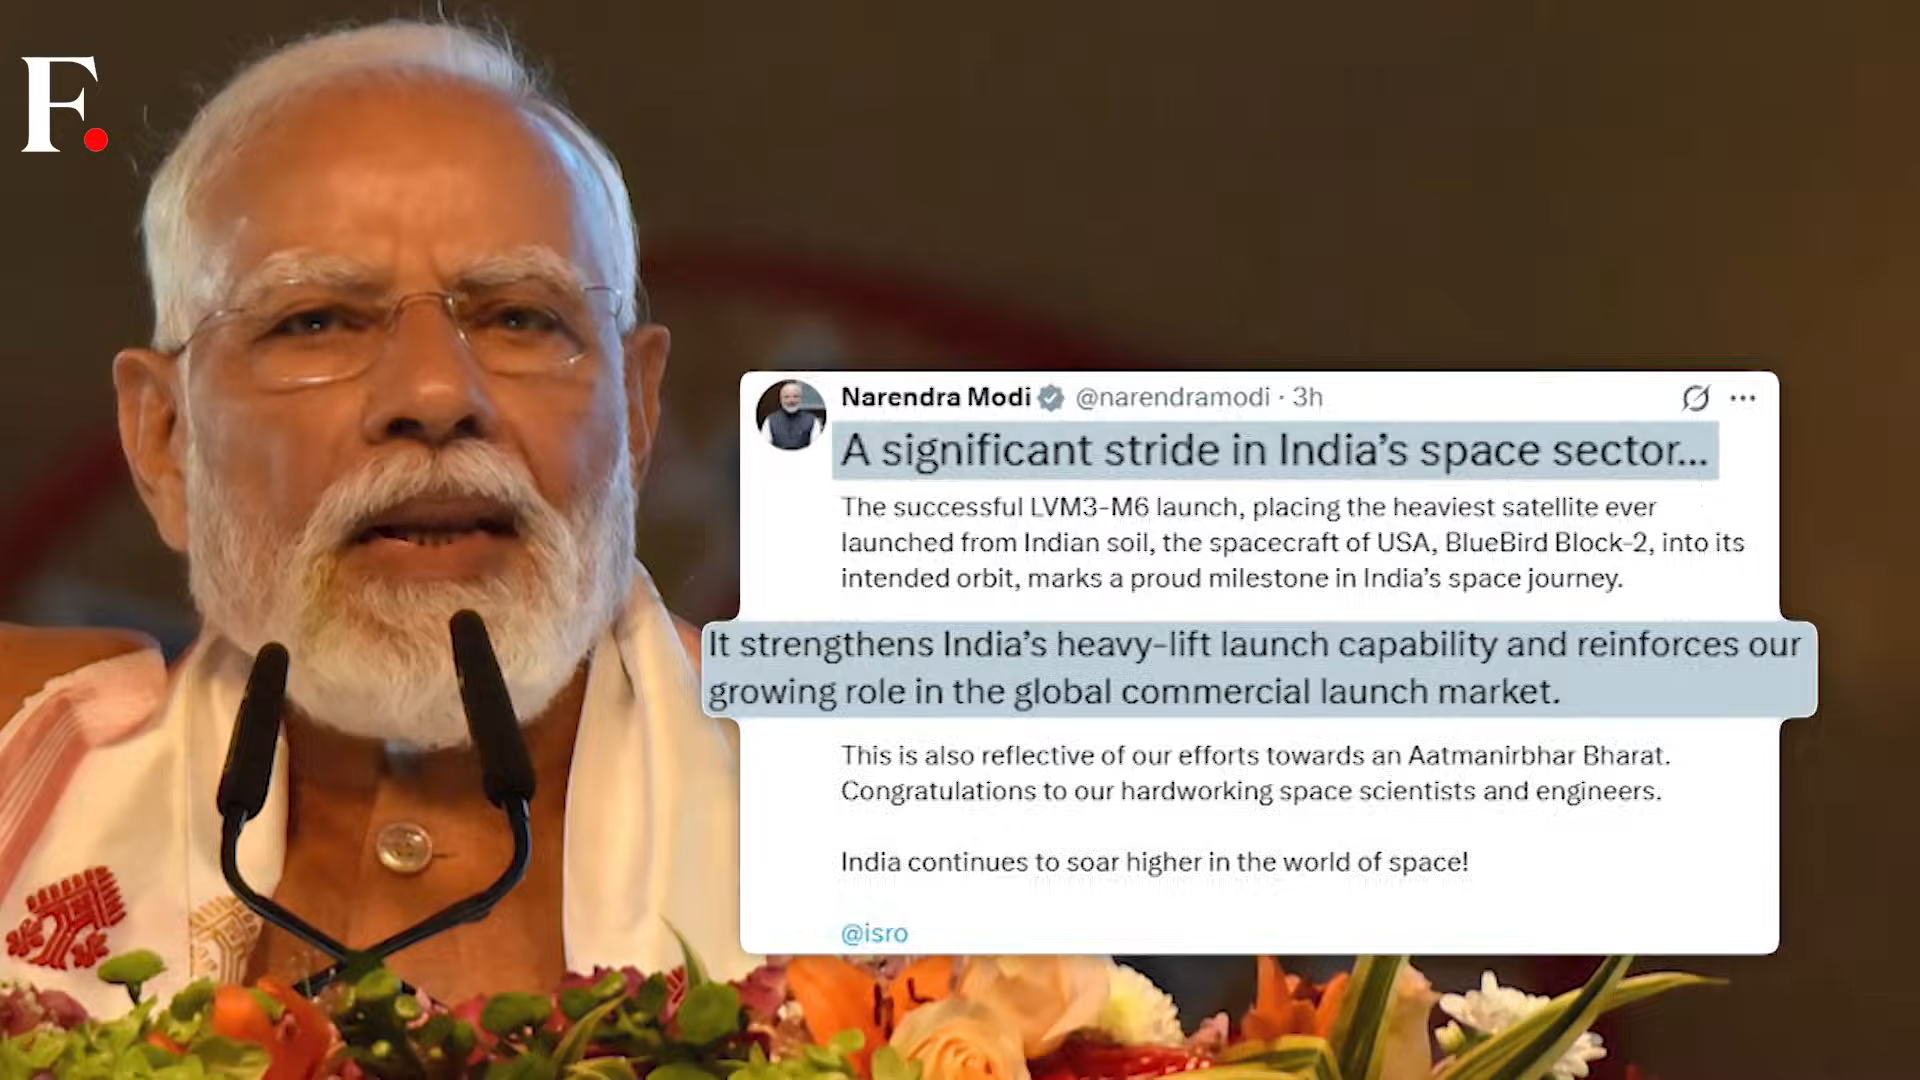 F.
Narendra Modi @narendramodi · 3h
A significant stride in India's space sector...
The successful LVM3-M6 launch, placing the heaviest satellite ever
launched from Indian soil, the spacecraft of USA, BlueBird Block-2, into its
intended orbit, marks a proud milestone in India's space journey.
It strengthens India's heavy-lift launch capability and reinforces our
growing role in the global commercial launch market.
This is also reflective of our efforts towards an Aatmanirbhar Bharat.
Congratulations to our hardworking space scientists and engineers.
India continues to soar higher in the world of space!
@isro